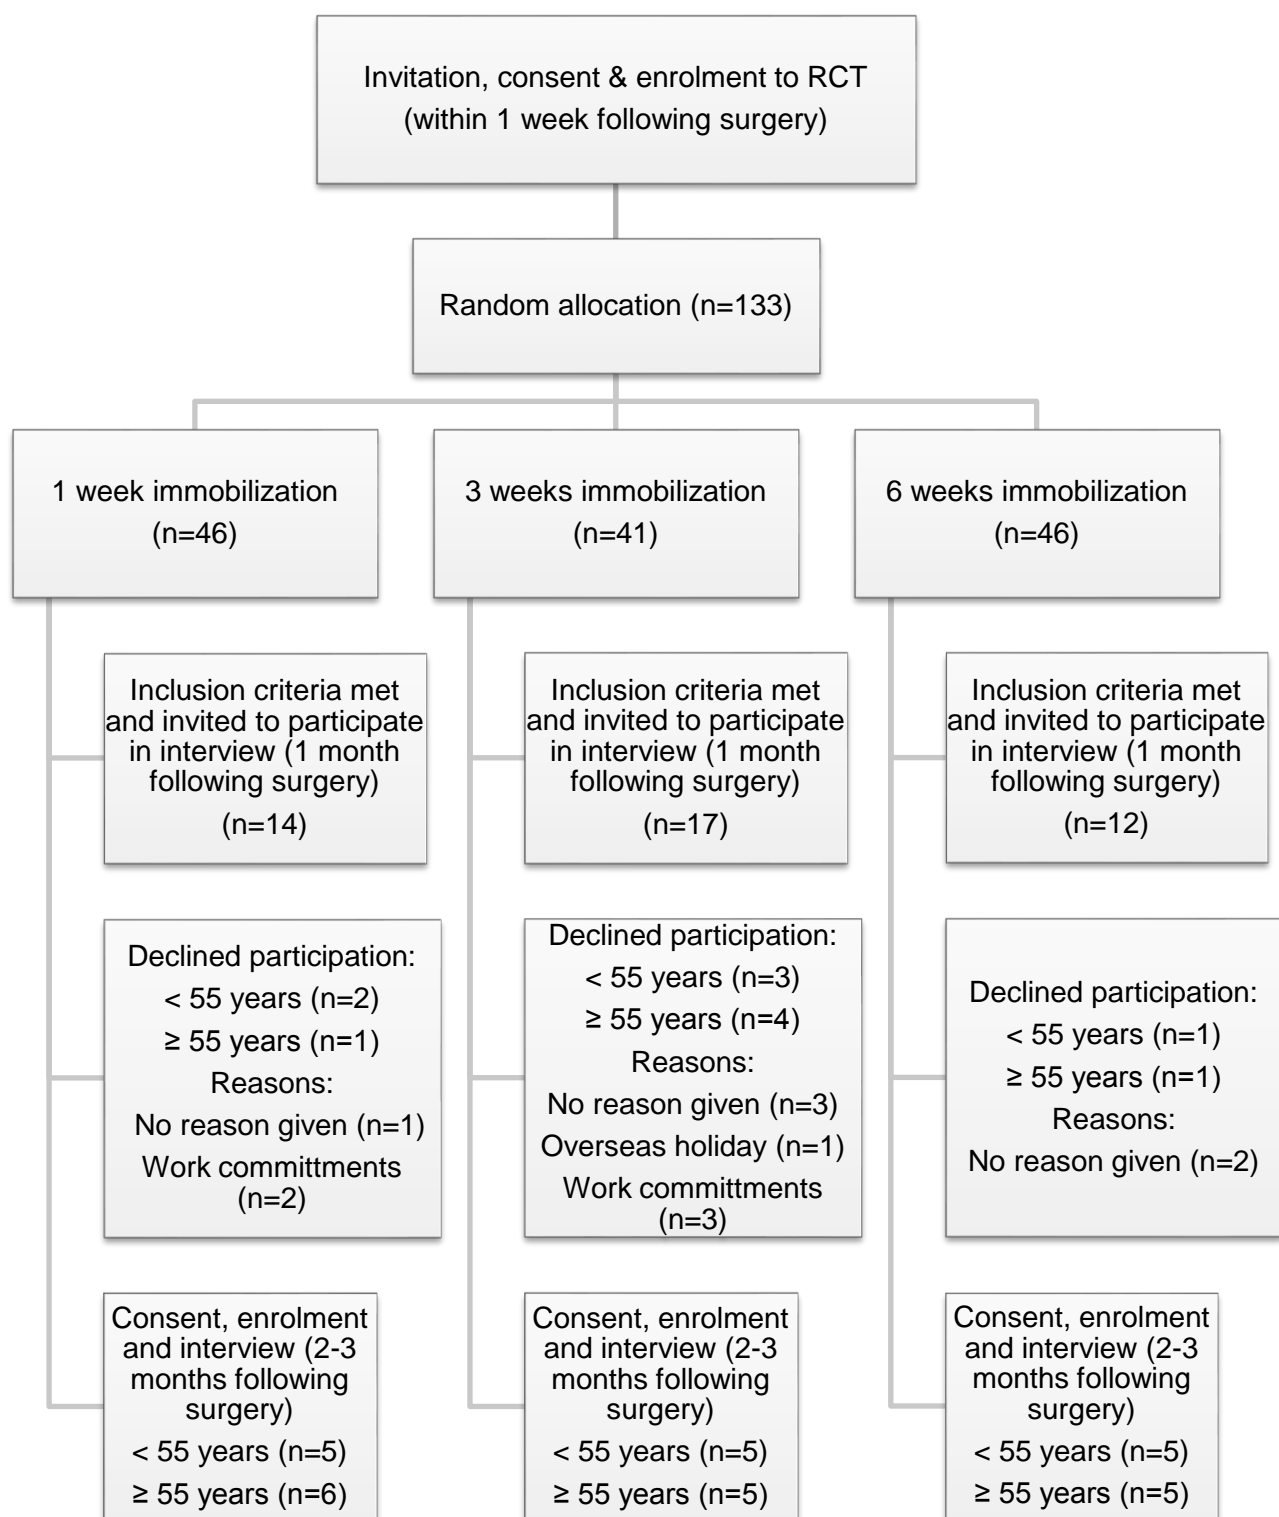 Invitation, consent & enrolment to RCT
(within 1 week following surgery)
Random allocation (n=133)
1 week immobilization
(n=46)
3 weeks immobilization
(n=41)
6 weeks immobilization
(n=46)
Inclusion criteria met
and invited to participate
in interview (1 month
following surgery)
(n=14)
Inclusion criteria met
and invited to participate
in interview (1 month
following surgery)
(n=17)
Inclusion criteria met
and invited to participate
in interview (1 month
following surgery)
(n=12)
Declined participation:
< 55 years (n=2)
≥ 55 years (n=1)
Reasons:
No reason given (n=1)
Work committments
(n=2)
Declined participation:
< 55 years (n=3)
≥ 55 years (n=4)
Reasons:
No reason given (n=3)
Overseas holiday (n=1)
Work committments
(n=3)
Declined participation:
< 55 years (n=1)
≥ 55 years (n=1)
Reasons:
No reason given (n=2)
Consent, enrolment
and interview (2-3
months following
surgery)
< 55 years (n=5)
≥ 55 years (n=6)
Consent, enrolment
and interview (2-3
months following
surgery)
< 55 years (n=5)
≥ 55 years (n=5)
Consent, enrolment
and interview (2-3
months following
surgery)
< 55 years (n=5)
≥ 55 years (n=5)